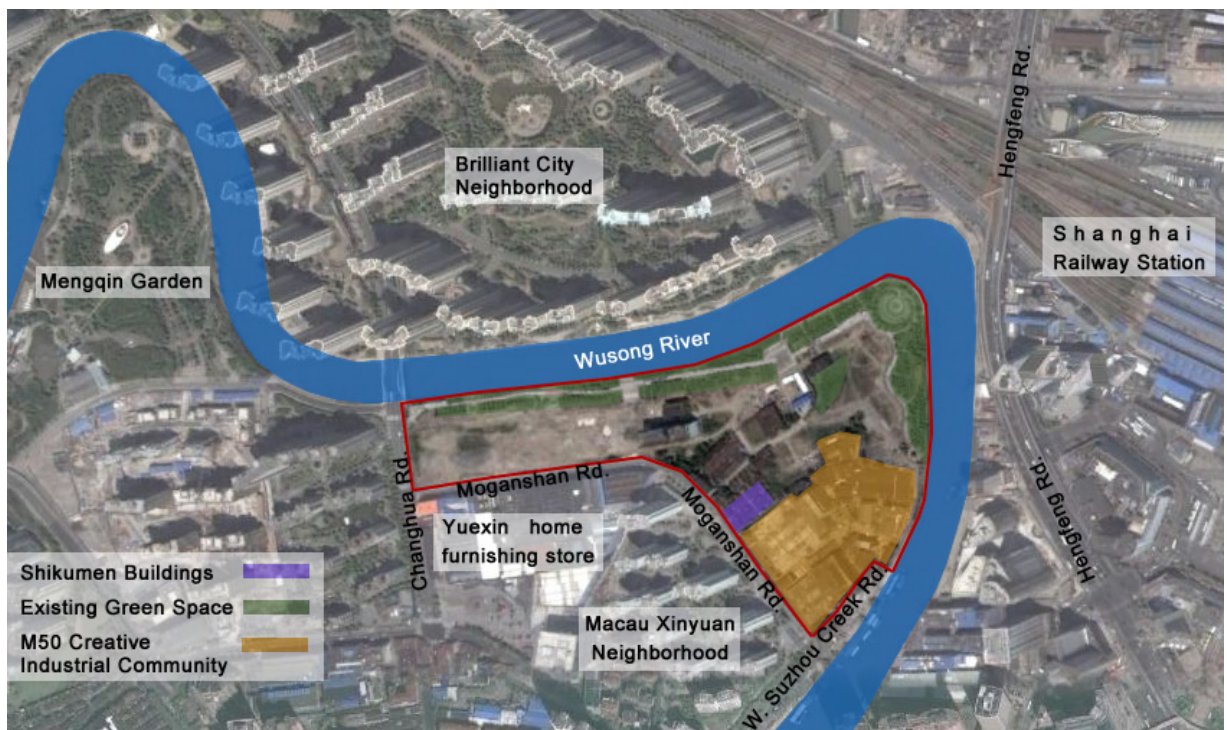 Hengfeng Rd.
Brilliant City
Neighborhood
Shanghai
Railway Station
Mengqin Garden
Wusong River
Changhua Rd.
Moganshan Rd.
Yuexin home
furnishing store
Moganshan Rd.
Hengfeng Rd.
Macau Xinyuan
Neighborhood
W. Suzhou Creek Rd.
Shikumen Buildings
Existing Green Space
M50 Creative
Industrial Community